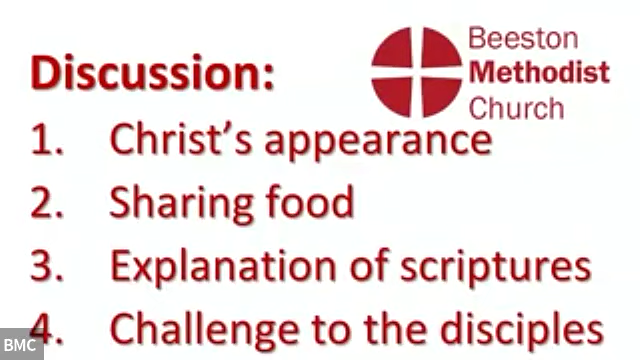 Beeston
Methodist
Church
Discussion:
1. Christ's appearance
2. Sharing food
3. Explanation of scriptures
4. Challenge to the disciples
BMC